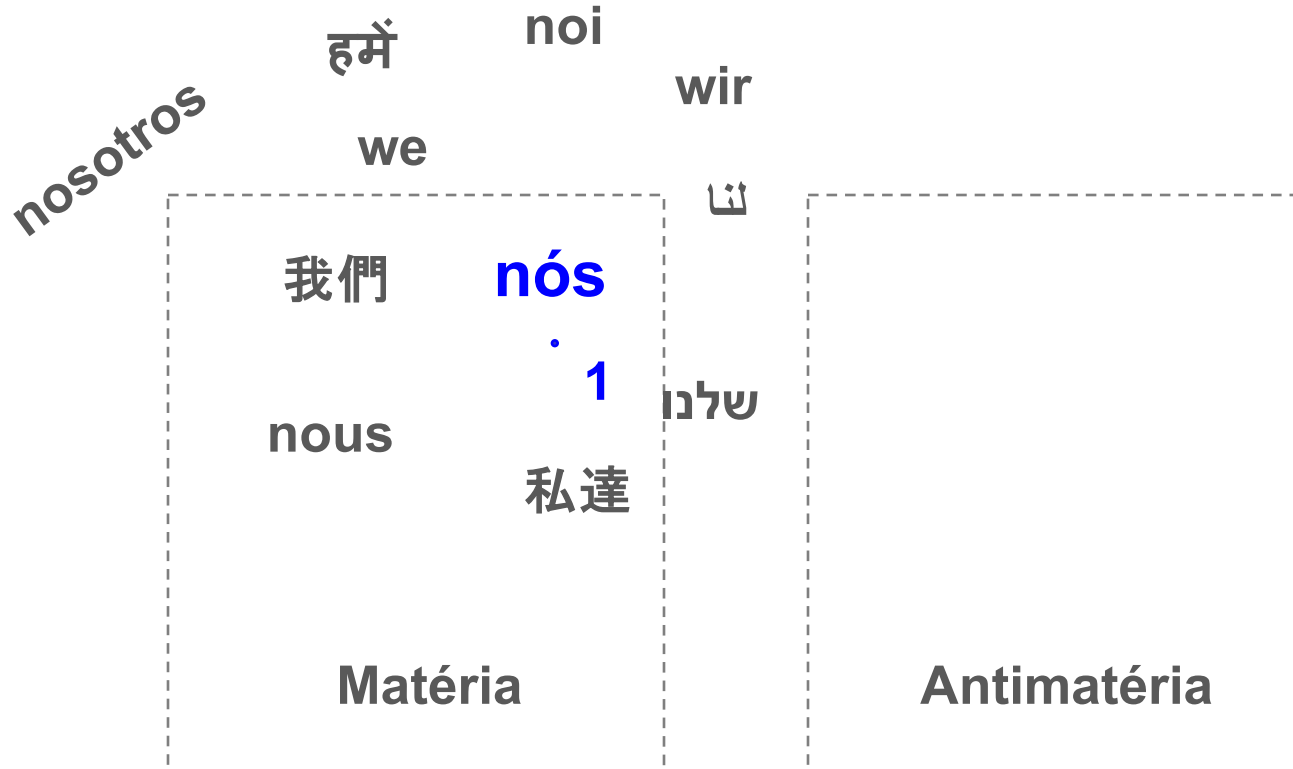 noi
हमें
wir
nosotros
we
لنا
我們
nós
1
שלנו
nous
私達
Matéria
Antimatéria